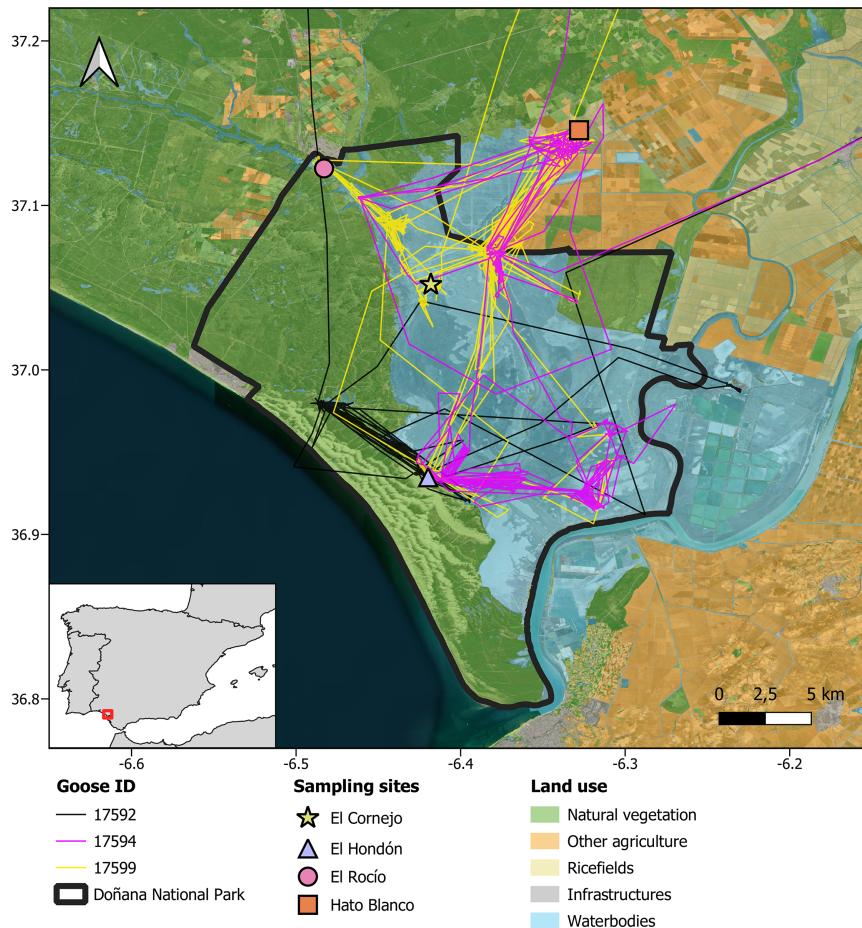 37.2
37.1
37.0
36.9
36.8
0 2,5 5 km
-6.6 -6.5 -6.4 -6.3 -6.2
Goose ID
17592
17594
17599
Doñana National Park
Sampling sites
El Cornejo
El Hondón
El Rocío
Hato Blanco
Land use
Natural vegetation
Other agriculture
Ricefields
Infrastructures
Waterbodies